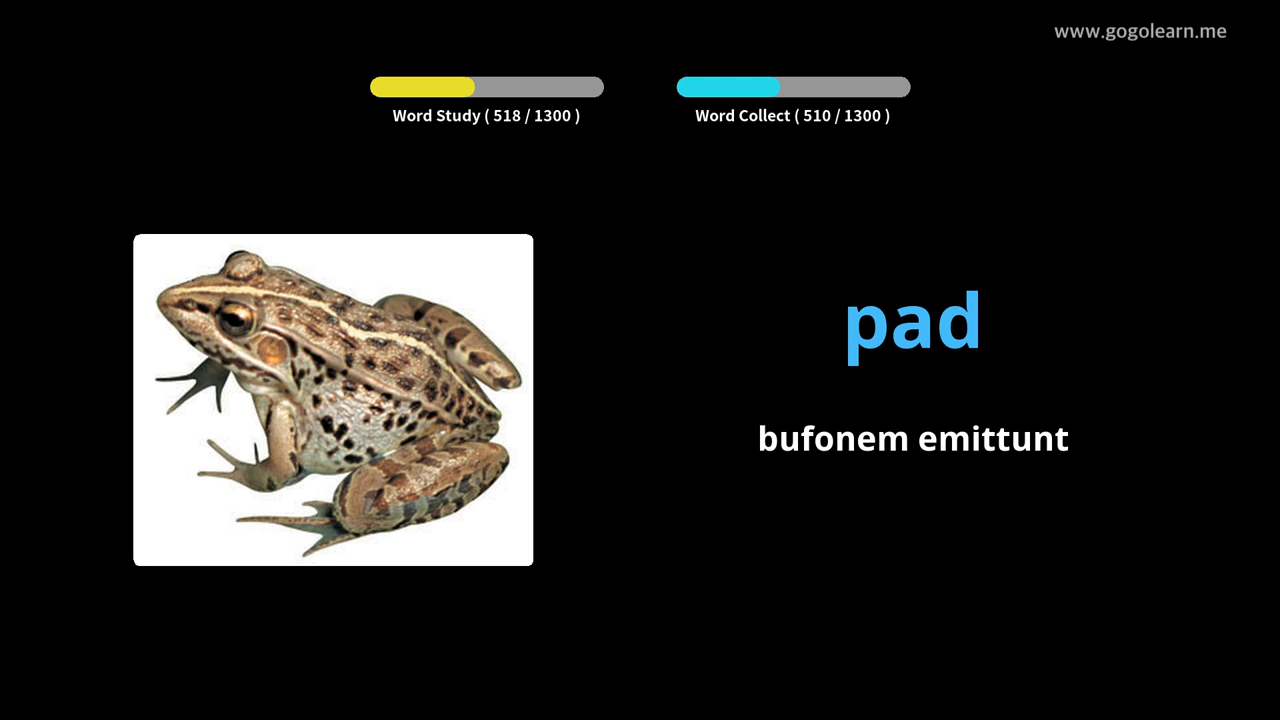 www.gogolearn.me
Word Study ( 518 / 1300 )
Word Collect ( 510 / 1300 )
pad
bufonem emittunt